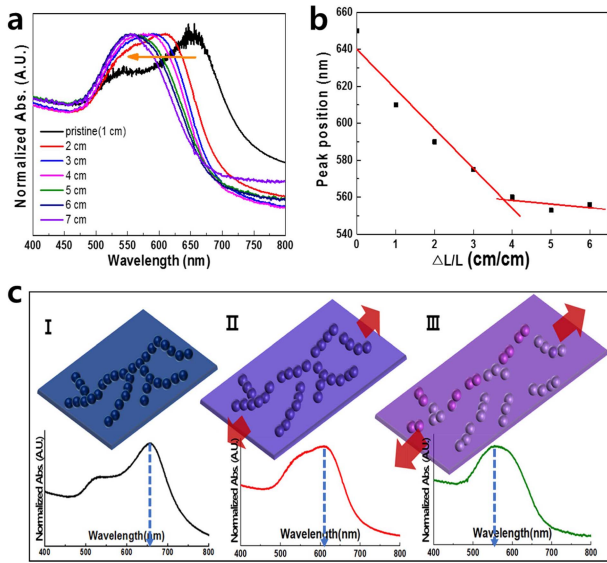 a
Normalized Abs. (A.U.)
pristine (1 cm)
2 cm
3 cm
4 cm
5 cm
6 cm
7 cm
400 450 500 550 600 650 700 750 800
Wavelength (nm)
b
Peak position (nm)
660
640
620
600
580
560
540
0 1 2 3 4 5 6
△L/L (cm/cm)
c
I
II
III
Normalized Abs. (A.U.)
Wavelength(nm)
400 500 600 700 800
Normalized Abs. (A.U.)
Wavelength(nm)
400 500 600 700 800
Normalized Abs. (A.U.)
Wavelength(nm)
400 500 600 700 800